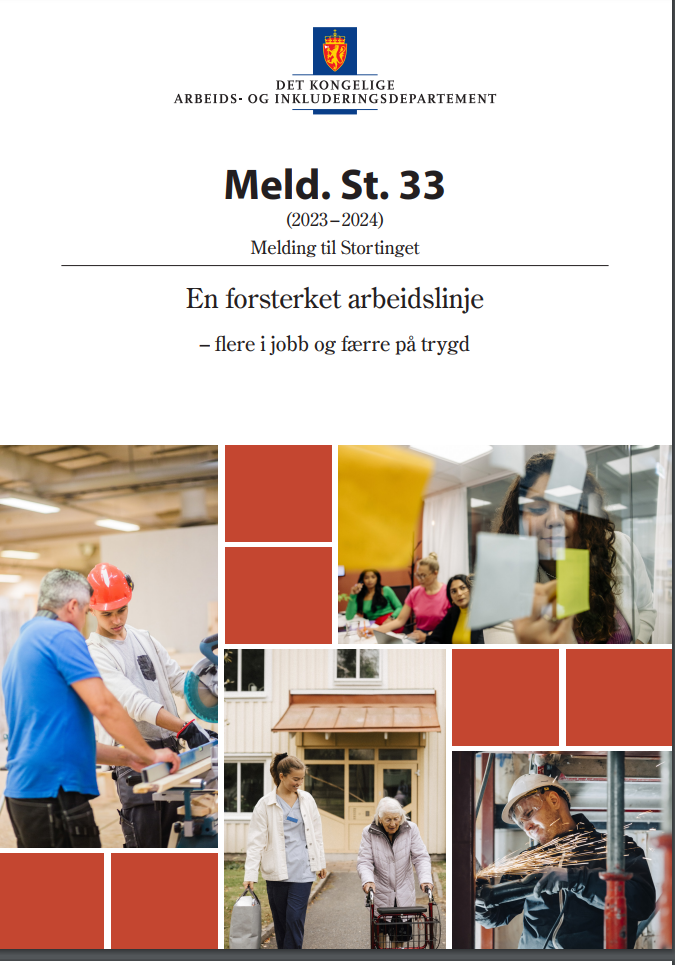 DET KONGELIGE
ARBEIDS- OG INKLUDERINGSDEPARTEMENT
Meld. St. 33
(2023–2024)
Melding til Stortinget
En forsterket arbeidslinje
– flere i jobb og færre på trygd